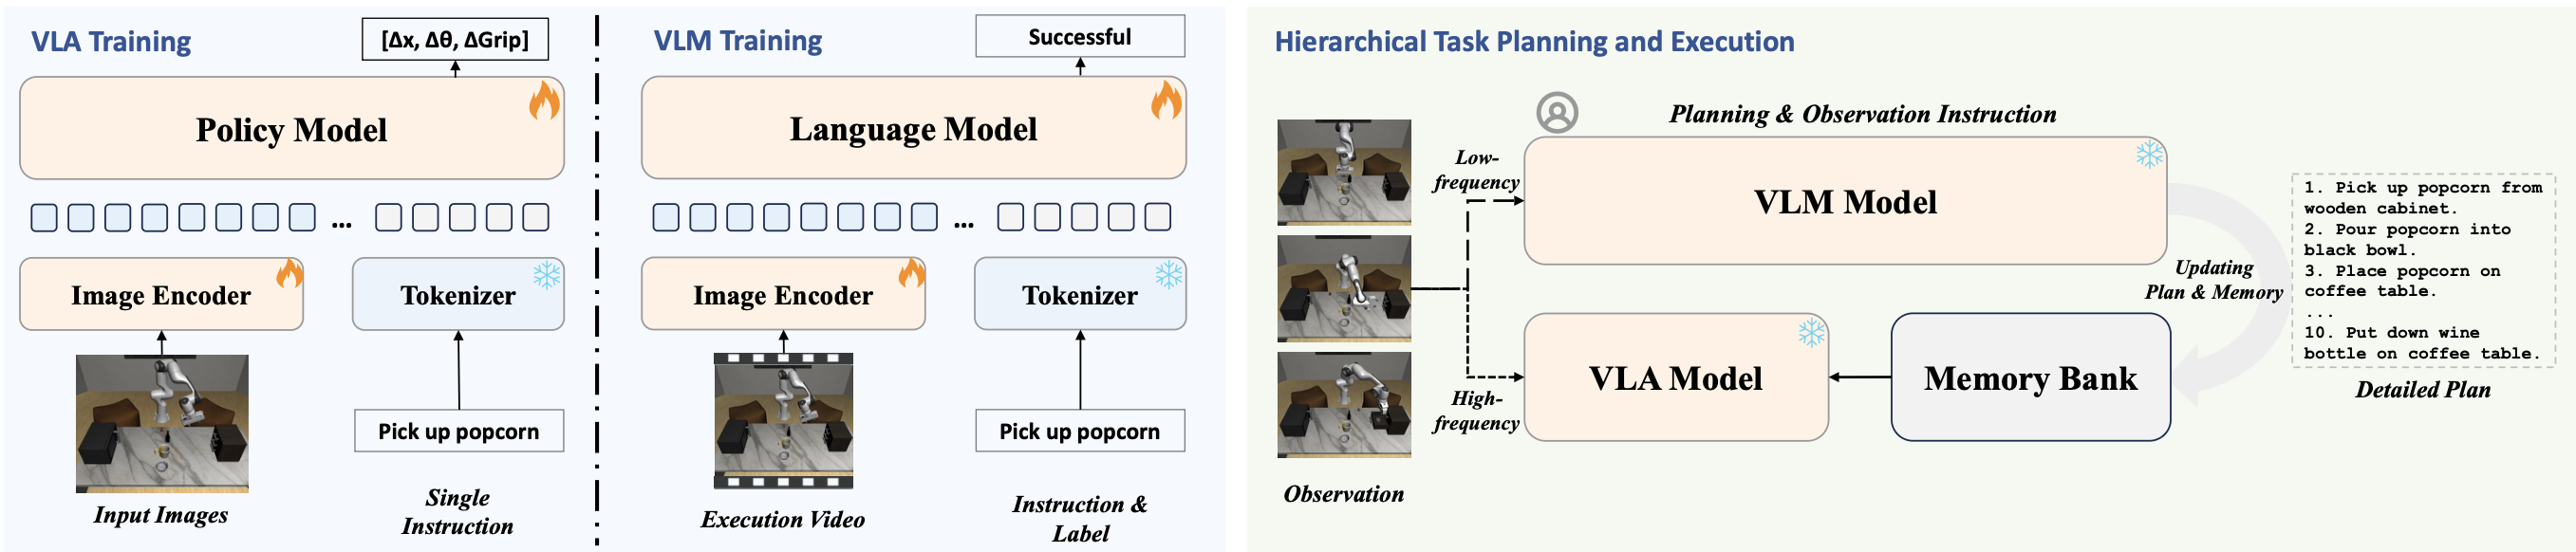 VLA Training
[Δx, Δθ, ΔGrip]
Policy Model
...
Image Encoder
Tokenizer
Pick up popcorn
Input Images
Single
Instruction
VLM Training
Successful
Language Model
...
Image Encoder
Tokenizer
Pick up popcorn
Execution Video
Instruction &
Label
Hierarchical Task Planning and Execution
Planning & Observation Instruction
Low-
frequency
VLM Model
Updating
Plan & Memory
High-
frequency
VLA Model
Memory Bank
Observation
1. Pick up popcorn from
wooden cabinet.
2. Pour popcorn into
black bowl.
3. Place popcorn on
coffee table.
...
10. Put down wine
bottle on coffee table.
Detailed Plan